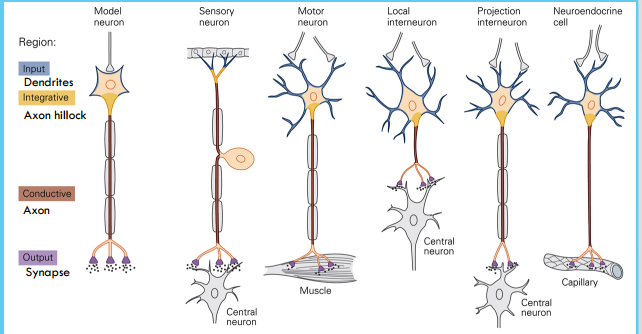 Model
neuron
Sensory
neuron
Motor
neuron
Local
interneuron
Projection
interneuron
Neuroendocrine
cell
Region:
Input
Dendrites
Integrative
Axon hillock
Conductive
Axon
Output
Synapse
Central
neuron
Muscle
Central
neuron
Central
neuron
Capillary